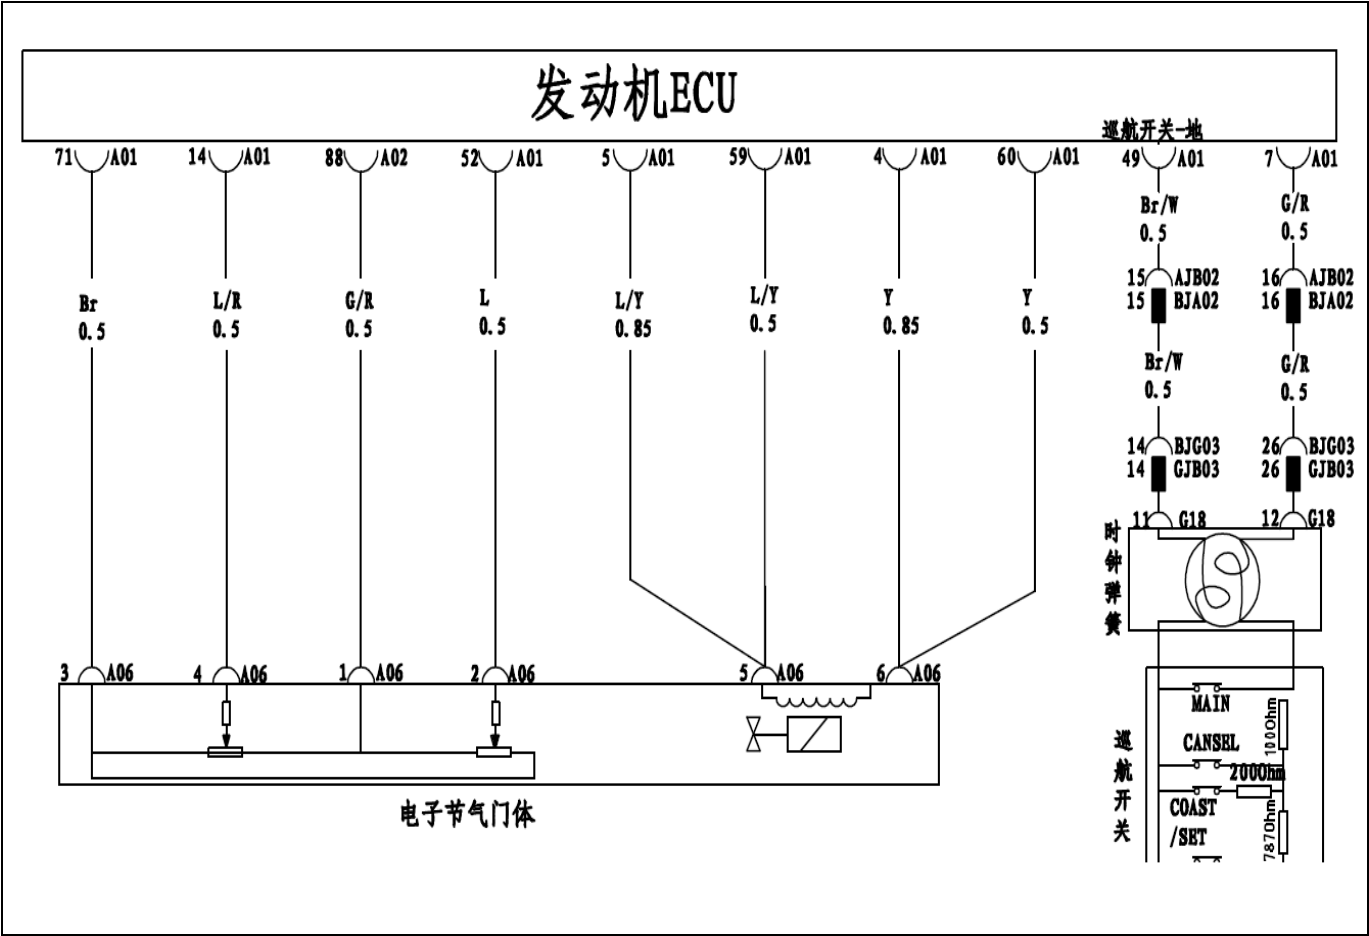 发动机ECU
巡航开关-地
71 A01 14 A01 88 A02 52 A01 5 A01 59 A01 4 A01 60 A01 49 A01 7 A01
Br/W G/R
0.5 0.5
15 AJB02 16 AJB02
Br L/R G/R L L/Y L/Y Y Y 15 BJA02 16 BJA02
0.5 0.5 0.5 0.5 0.85 0.5 0.85 0.5
Br/W G/R
0.5 0.5
14 BJG03 26 BJG03
14 GJB03 26 GJB03
11 G18 12 G18
时钟弹簧
3 A06 4 A06 1 A06 2 A06 5 A06 6 A06
MAIN
100Ohm
CANSEL
200Ohm
COAST
/SET
787Ohm
巡航开关
电子节气门体